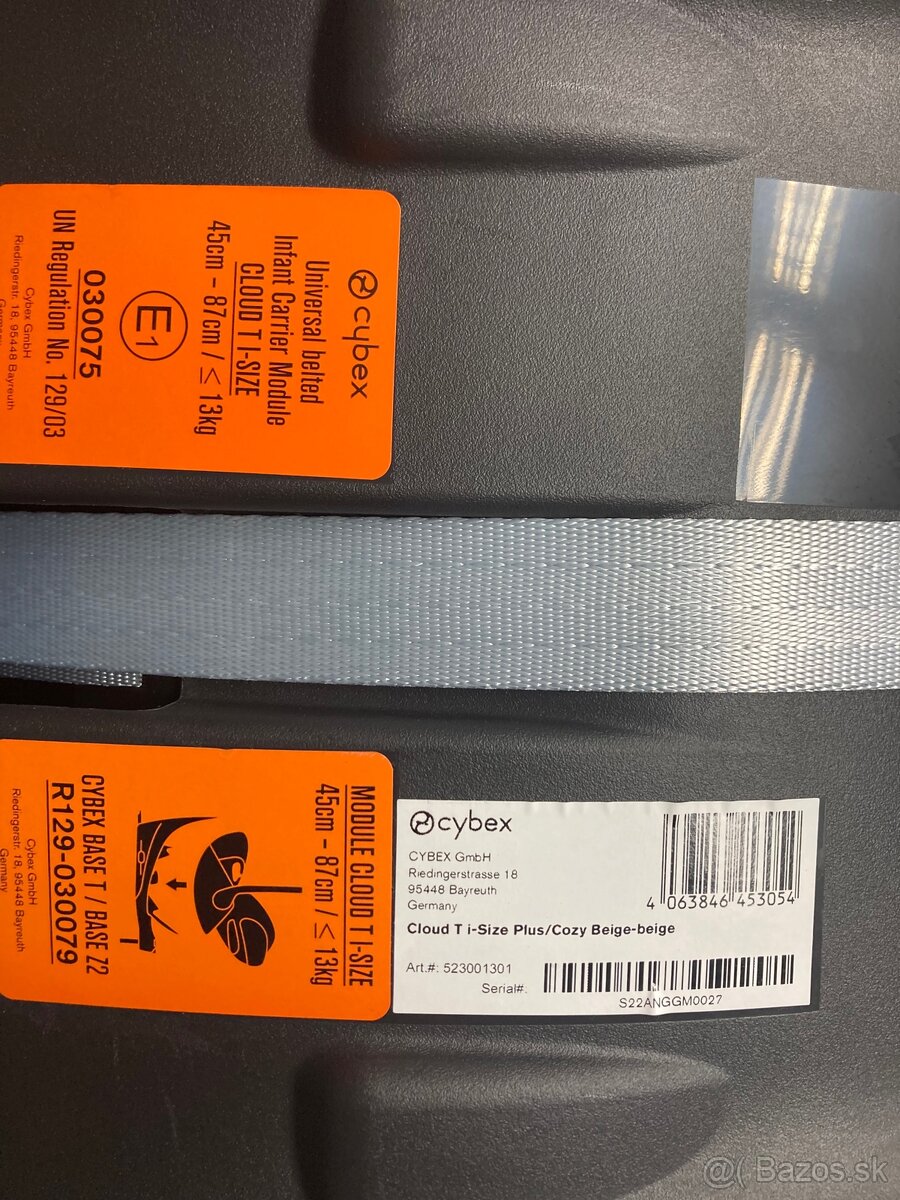 cybex
Universal belted
Infant Carrier Module
CLOUD T I-SIZE
45cm - 87cm / ≤ 13kg
E1
030075
UN Regulation No. 129/03
Cybex GmbH
Riedingerstr. 18, 95448 Bayreuth
Germany
MODULE CLOUD T I-SIZE
45cm - 87cm / ≤ 13kg
CYBEX BASE T / BASE Z2
R129-030079
Cybex GmbH
Riedingerstr. 18, 95448 Bayreuth
Germany
cybex
CYBEX GmbH
Riedingerstrasse 18
95448 Bayreuth
Germany
4 063846 453054
Cloud T i-Size Plus/Cozy Beige-beige
Art.#: 523001301
Serial#:
S22ANGGM0027
@( Bazos.sk